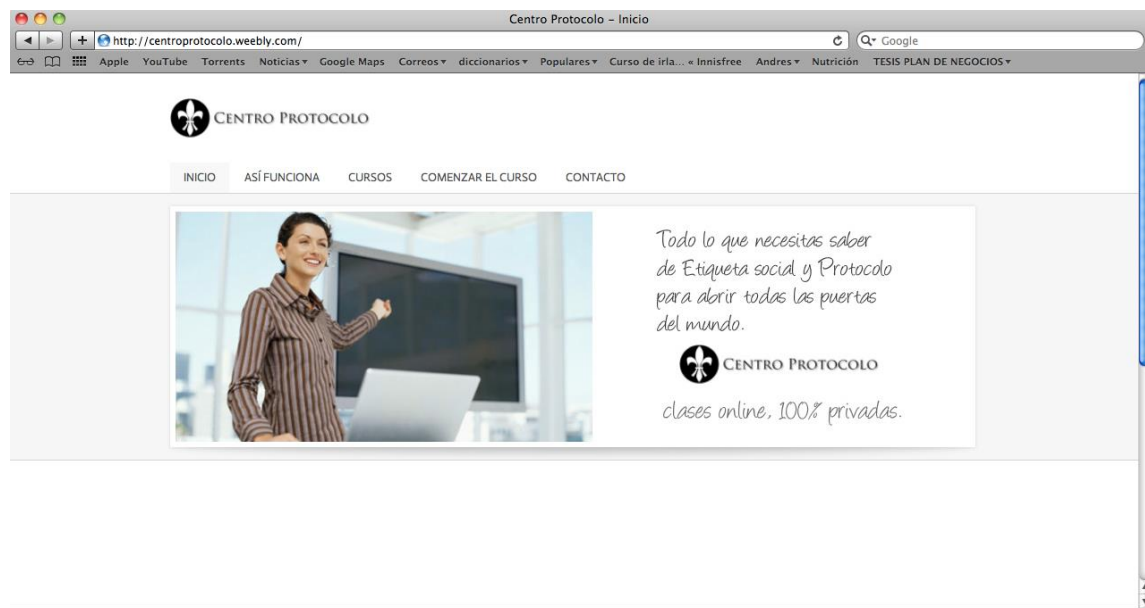 Centro Protocolo – Inicio
http://centroprotocolo.weebly.com/
Google
Apple YouTube Torrents Noticias Google Maps Correos diccionarios Populares Curso de irla... « Innisfree Andres Nutrición TESIS PLAN DE NEGOCIOS
CENTRO PROTOCOLO
INICIO ASÍ FUNCIONA CURSOS COMENZAR EL CURSO CONTACTO
Todo lo que necesitas saber
de Etiqueta social y Protocolo
para abrir todas las puertas
del mundo.
CENTRO PROTOCOLO
clases online, 100% privadas.